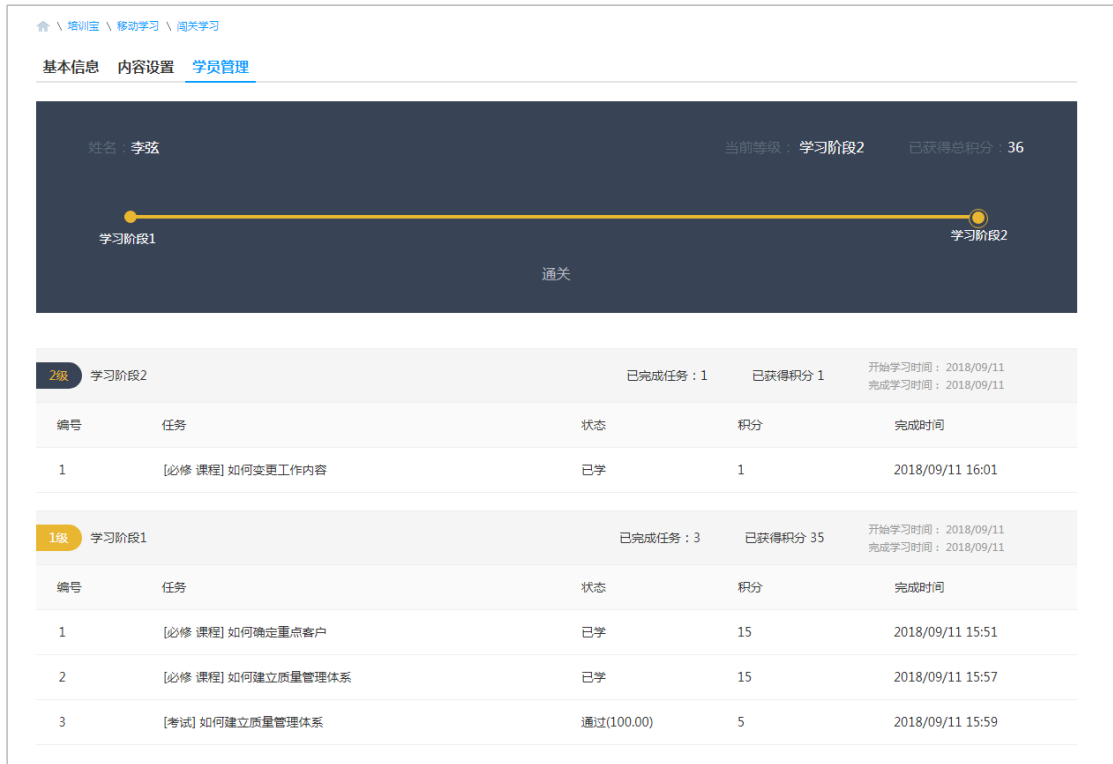 \ 培训宝 \ 移动学习 \ 闯关学习
基本信息 内容设置 学员管理
姓名：李弦 当前等级： 学习阶段2 已获得总积分：36
学习阶段1 学习阶段2
通关
2级 学习阶段2 已完成任务：1 已获得积分 1 开始学习时间： 2018/09/11
完成学习时间： 2018/09/11
编号 任务 状态 积分 完成时间
1 [必修 课程] 如何变更工作内容 已学 1 2018/09/11 16:01
1级 学习阶段1 已完成任务：3 已获得积分 35 开始学习时间： 2018/09/11
完成学习时间： 2018/09/11
编号 任务 状态 积分 完成时间
1 [必修 课程] 如何确定重点客户 已学 15 2018/09/11 15:51
2 [必修 课程] 如何建立质量管理体系 已学 15 2018/09/11 15:57
3 [考试] 如何建立质量管理体系 通过(100.00) 5 2018/09/11 15:59